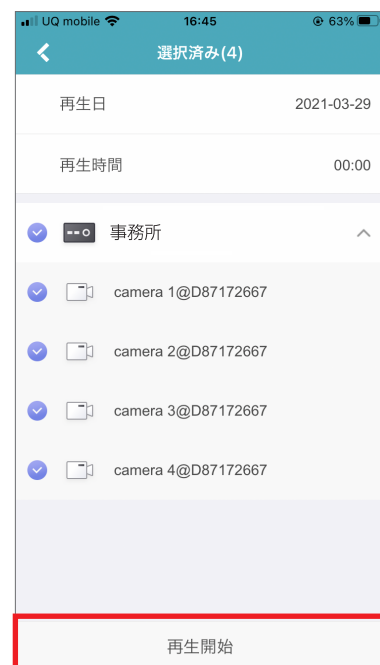 UQ mobile 16:45 63%
選択済み(4)
再生日 2021-03-29
再生時間 00:00
事務所
camera 1@D87172667
camera 2@D87172667
camera 3@D87172667
camera 4@D87172667
再生開始